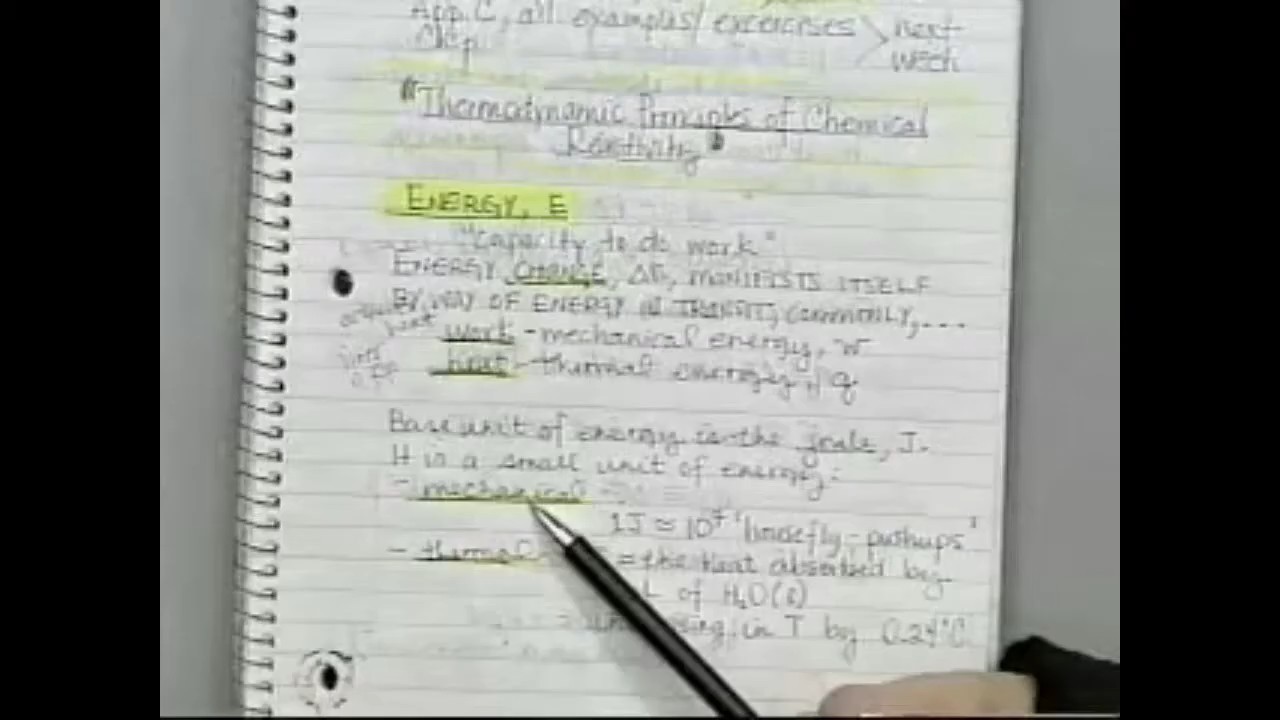 App. C, all examples/ excercises
Chp
next
week
"Thermodynamic Principles of Chemical
Reactivity"
ENERGY, E
"capacity to do work"
ENERGY CHANGE, ΔE, MANIFESTS ITSELF
BY WAY OF ENERGY IN TRANSIT, COMMONLY, ...
work - mechanical energy, w
heat - thermal energy, q
Base unit of energy is the joule, J.
It is a small unit of energy:
- mechanical
1J ≈ 10⁷ 'housefly-pushups'
- thermal
= the heat absorbed by
L of H₂O(l)
in T by 0.24°C